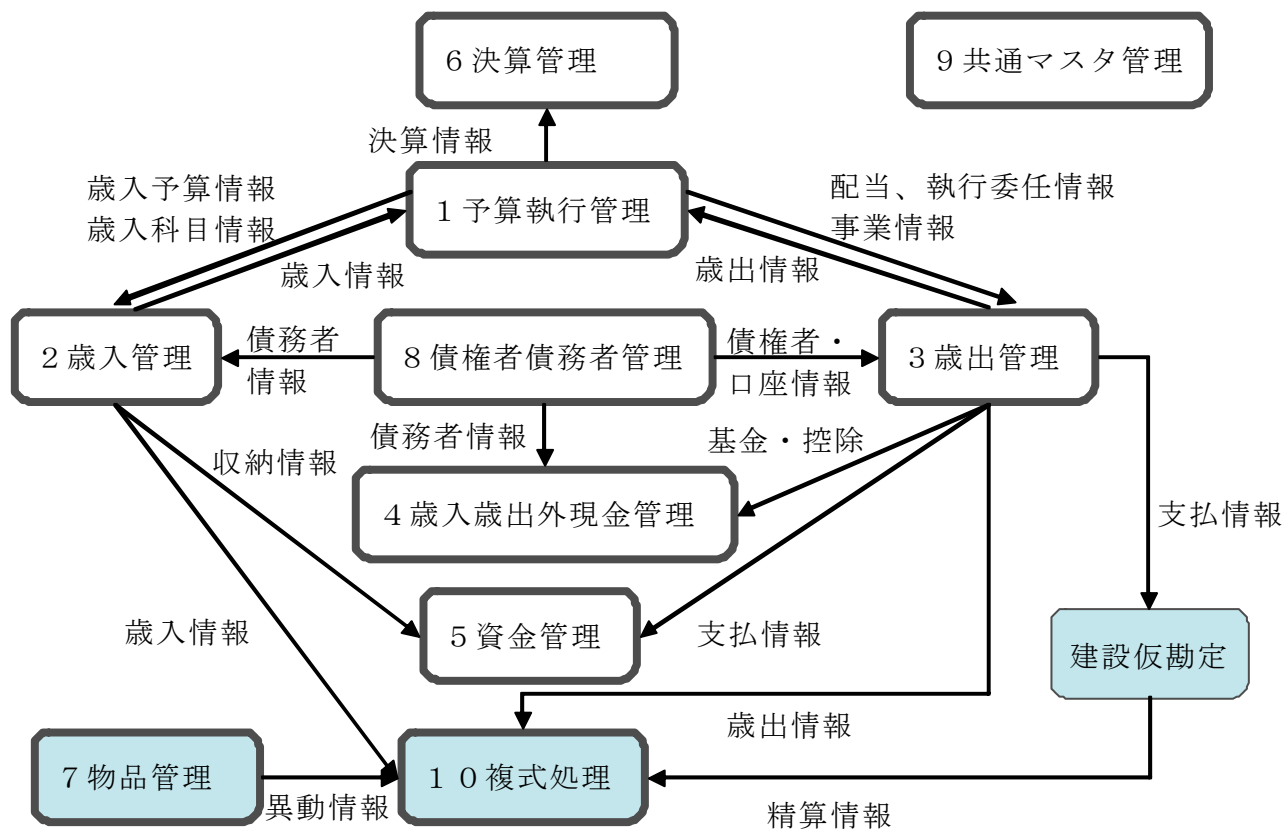 ６決算管理
９共通マスタ管理
決算情報
歳入予算情報
歳入科目情報
１予算執行管理
配当、執行委任情報
事業情報
歳入情報
歳出情報
２歳入管理
債務者
情報
８債権者債務者管理
債権者・
口座情報
３歳出管理
債務者情報
基金・控除
収納情報
４歳入歳出外現金管理
支払情報
歳入情報
５資金管理
支払情報
建設仮勘定
歳出情報
７物品管理
異動情報
１０複式処理
精算情報